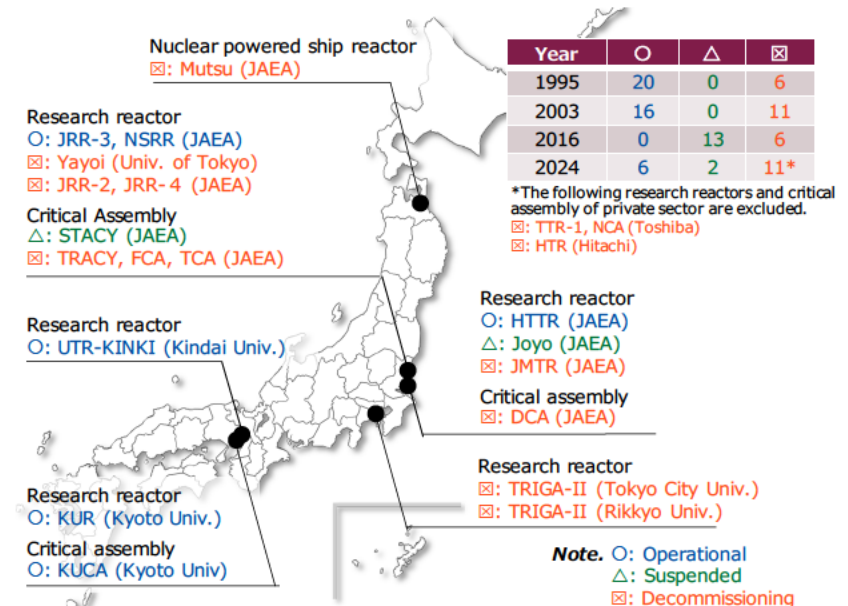 Nuclear powered ship reactor
☒: Mutsu (JAEA)
Year ○ △ ☒
1995 20 0 6
2003 16 0 11
2016 0 13 6
2024 6 2 11*
*The following research reactors and critical
assembly of private sector are excluded.
☒: TTR-1, NCA (Toshiba)
☒: HTR (Hitachi)
Research reactor
○: JRR-3, NSRR (JAEA)
☒: Yayoi (Univ. of Tokyo)
☒: JRR-2, JRR- 4 (JAEA)
Critical Assembly
△: STACY (JAEA)
☒: TRACY, FCA, TCA (JAEA)
Research reactor
○: HTTR (JAEA)
△: Joyo (JAEA)
☒: JMTR (JAEA)
Critical assembly
☒: DCA (JAEA)
Research reactor
○: UTR-KINKI (Kindai Univ.)
Research reactor
☒: TRIGA-II (Tokyo City Univ.)
☒: TRIGA-II (Rikkyo Univ.)
Research reactor
○: KUR (Kyoto Univ.)
Critical assembly
○: KUCA (Kyoto Univ)
Note. ○: Operational
△: Suspended
☒: Decommissioning